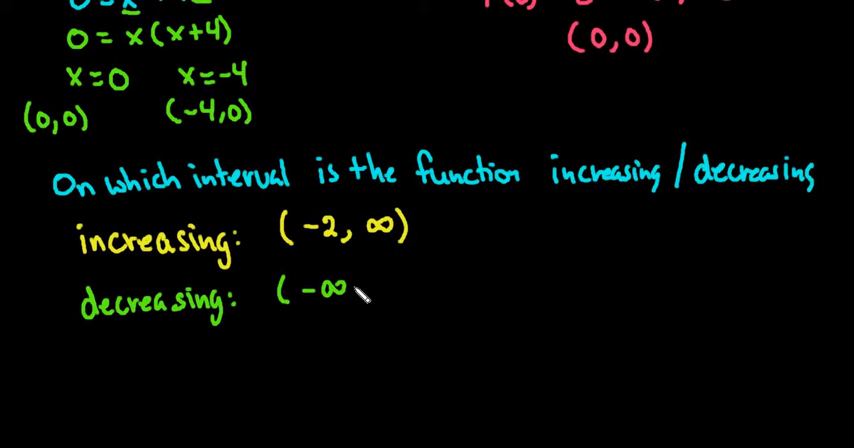 0 = x(x+4)
x=0 x=-4
(0,0) (-4,0)
(0,0)
On which interval is the function increasing/decreasing
increasing: (-2, ∞)
decreasing: (-∞